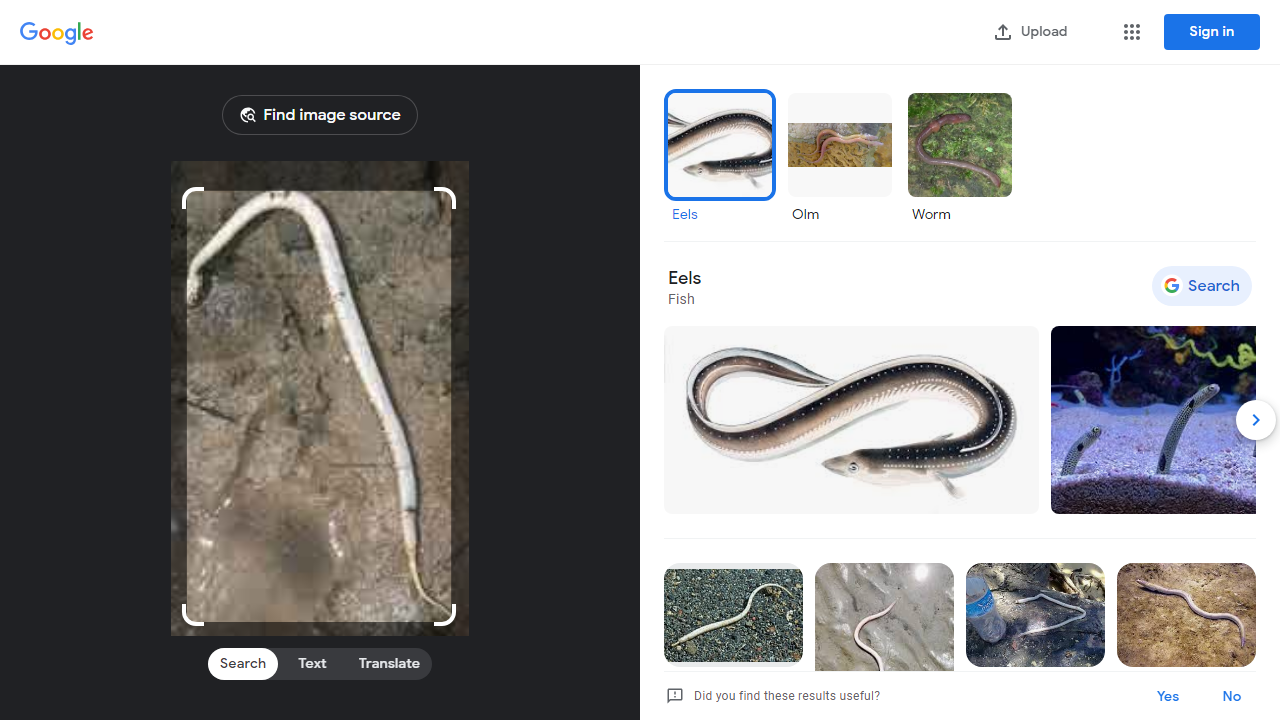 Google
Upload
Sign in
Find image source
Eels
Olm
Worm
Eels
Fish
Search
Search
Text
Translate
Did you find these results useful?
Yes
No